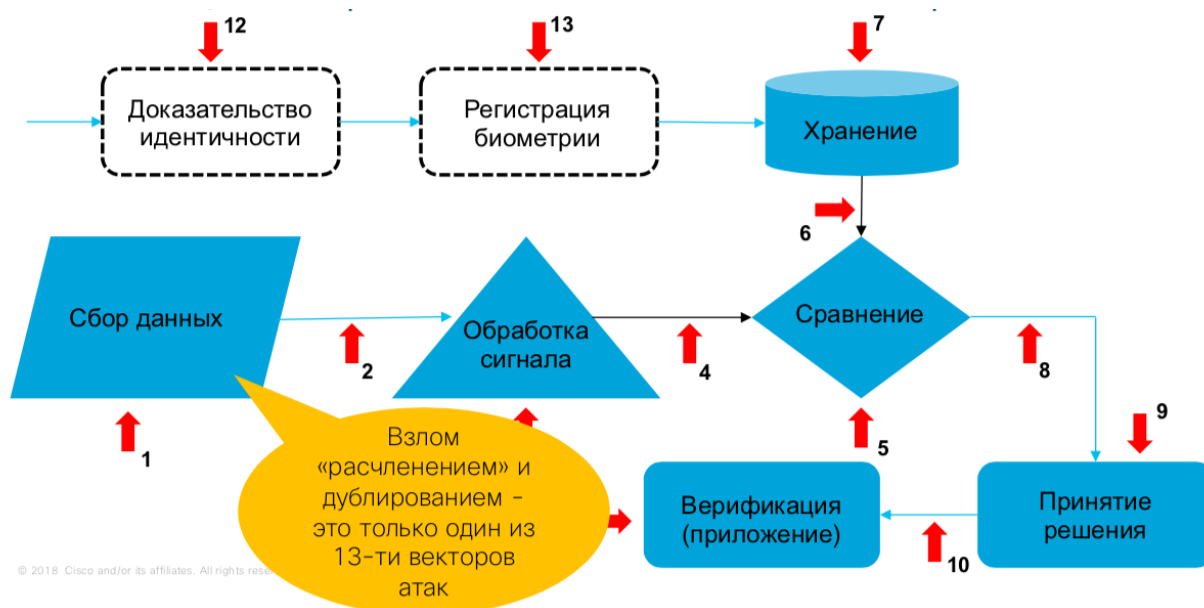 12
13
7
Доказательство
идентичности
Регистрация
биометрии
Хранение
6
Сбор данных
Обработка
сигнала
Сравнение
2
4
8
1
5
9
Взлом
«расчленением» и
дублированием -
это только один из
13-ти векторов
атак
Верификация
(приложение)
Принятие
решения
10
© 2018 Cisco and/or its affiliates. All rights